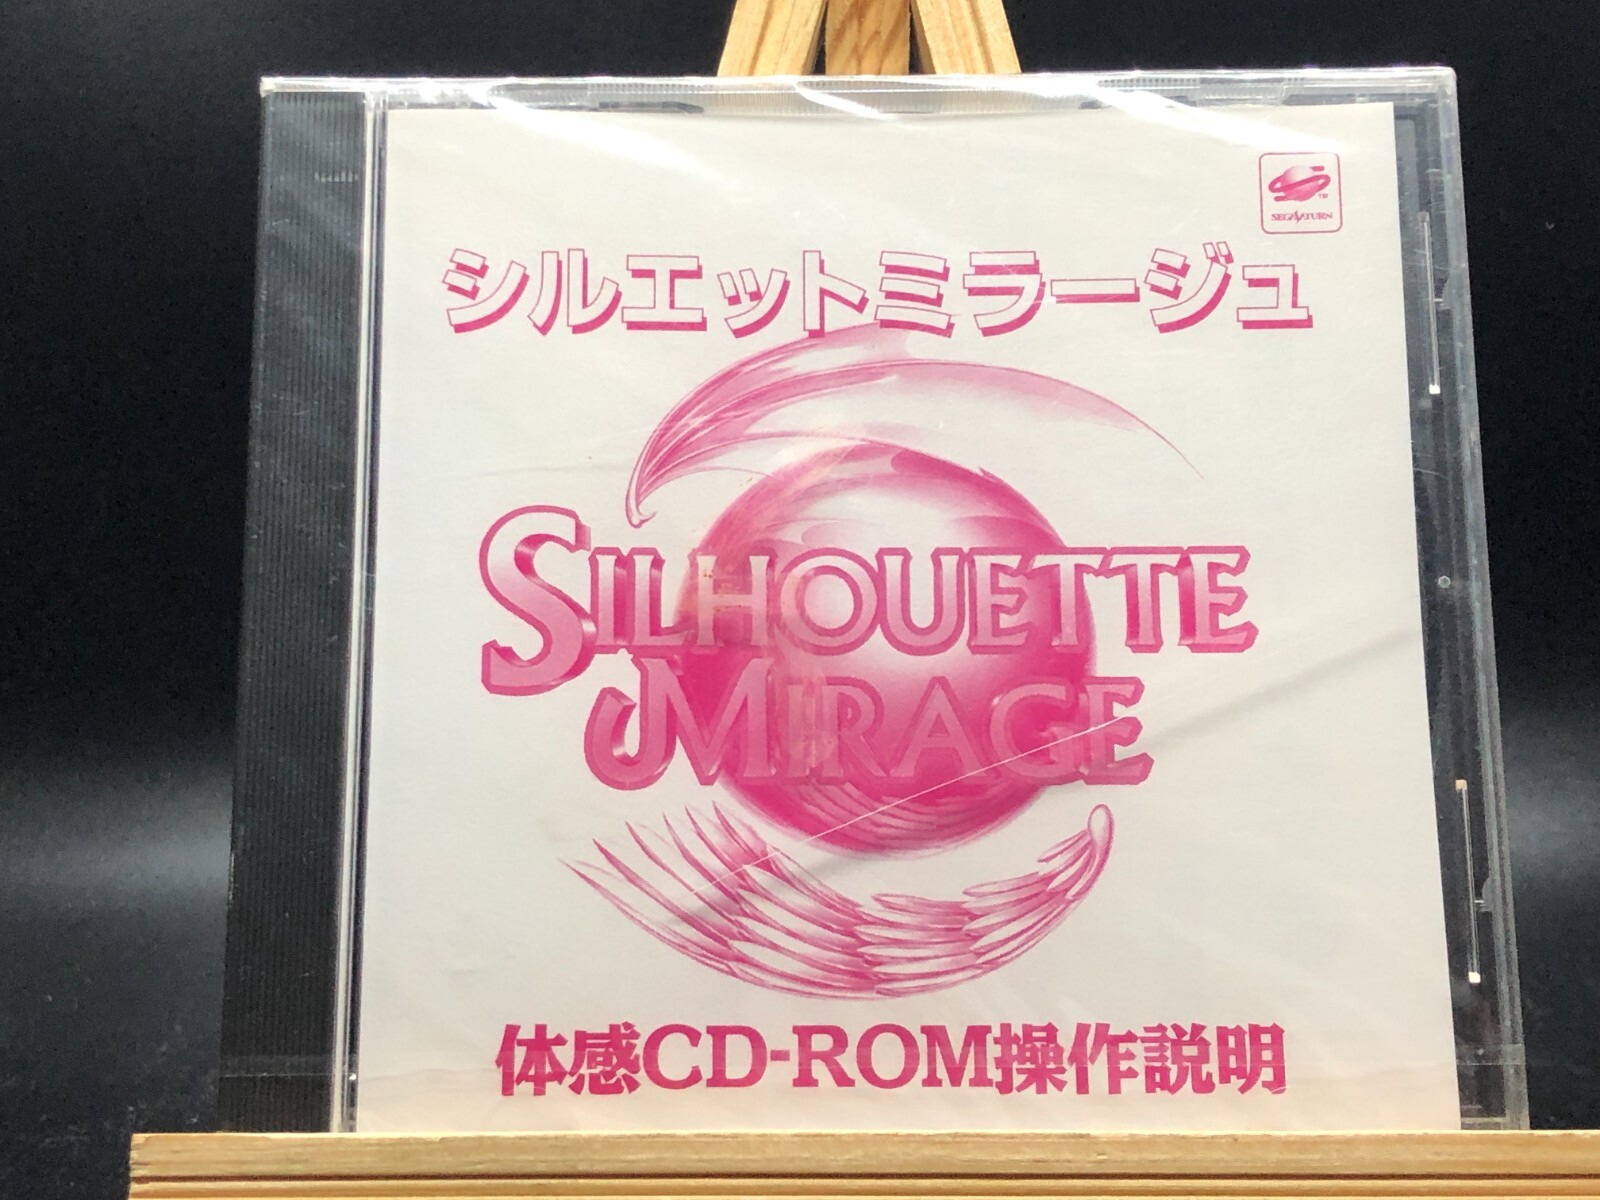 SEGA SATURN
TM
シルエットミラージュ
SILHOUETTE
MIRAGE
体感CD-ROM操作説明